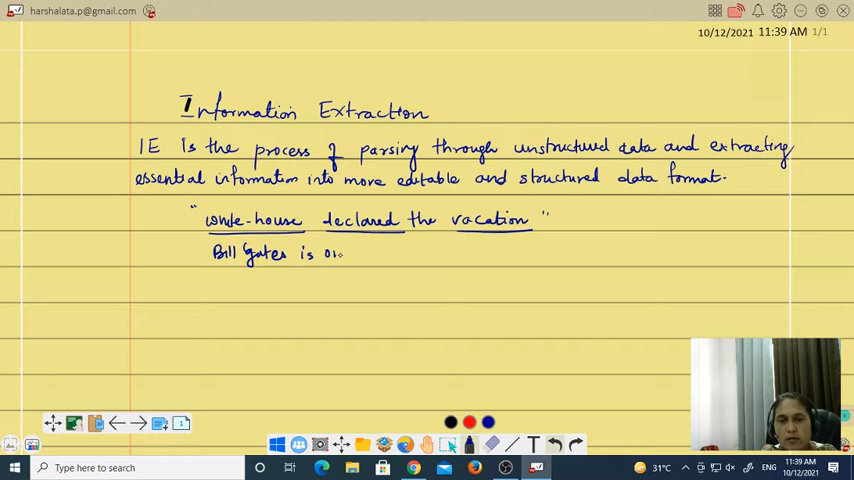 harshalata.p@gmail.com
10/12/2021 11:39 AM 1/1
Information Extraction
IE is the process of parsing through unstructured data and extracting
essential information into more editable and structured data format.
"White-house declared the vacation"
Bill gates is
1
T
Type here to search
31°C
ENG
11:39 AM
10/12/2021